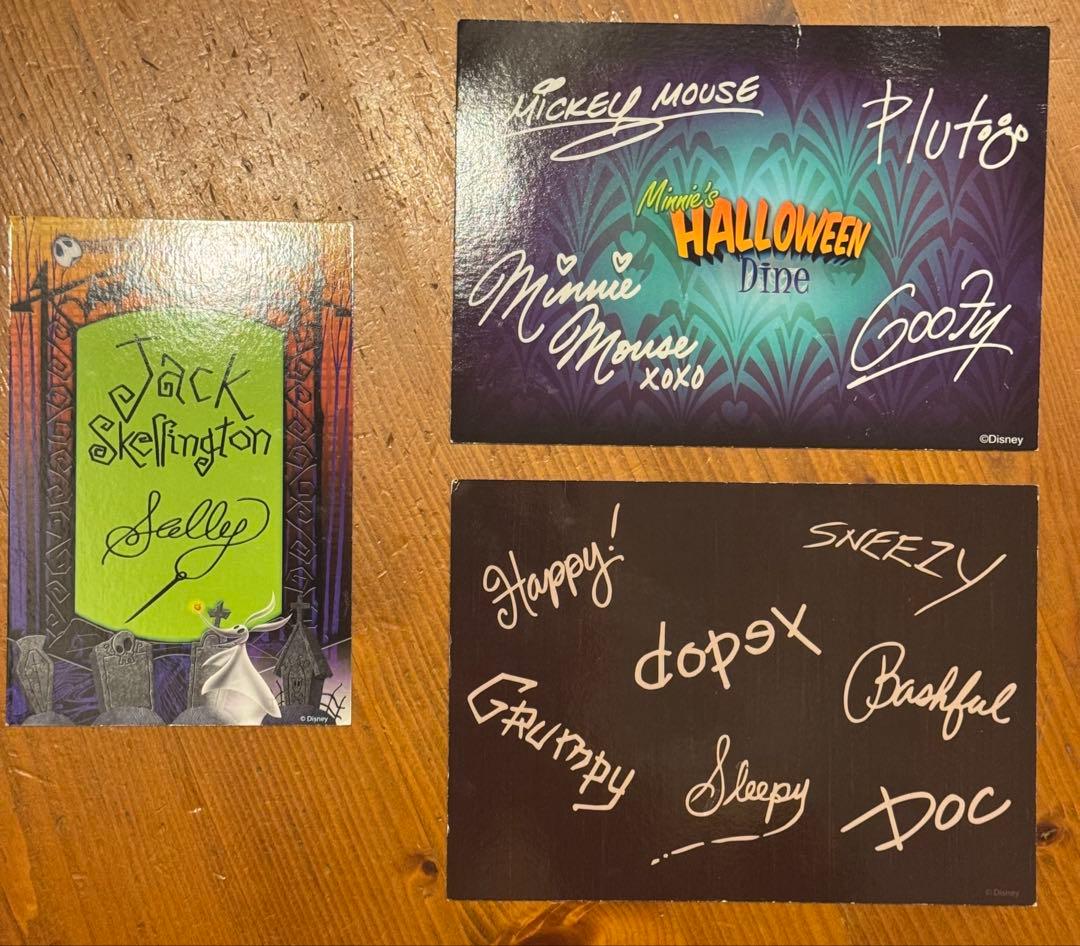 Jack
Skellington
Sally
© Disney
MICKEY MOUSE
Pluto
Minnie's
HALLOWEEN
Dine
Minnie
Mouse
XOXO
GooFy
©Disney
Happy!
SNEEZY
dopey
Bashful
GRumpy
Sleepy
DOC
© Disney